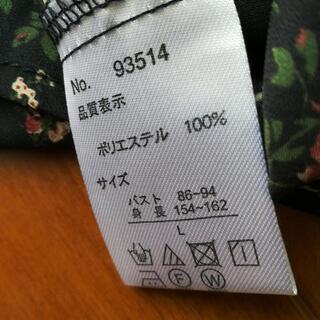 No. 93514
品質表示
ポリエステル 100%
サイズ
バスト 86~94
身長 154~162
L
F W